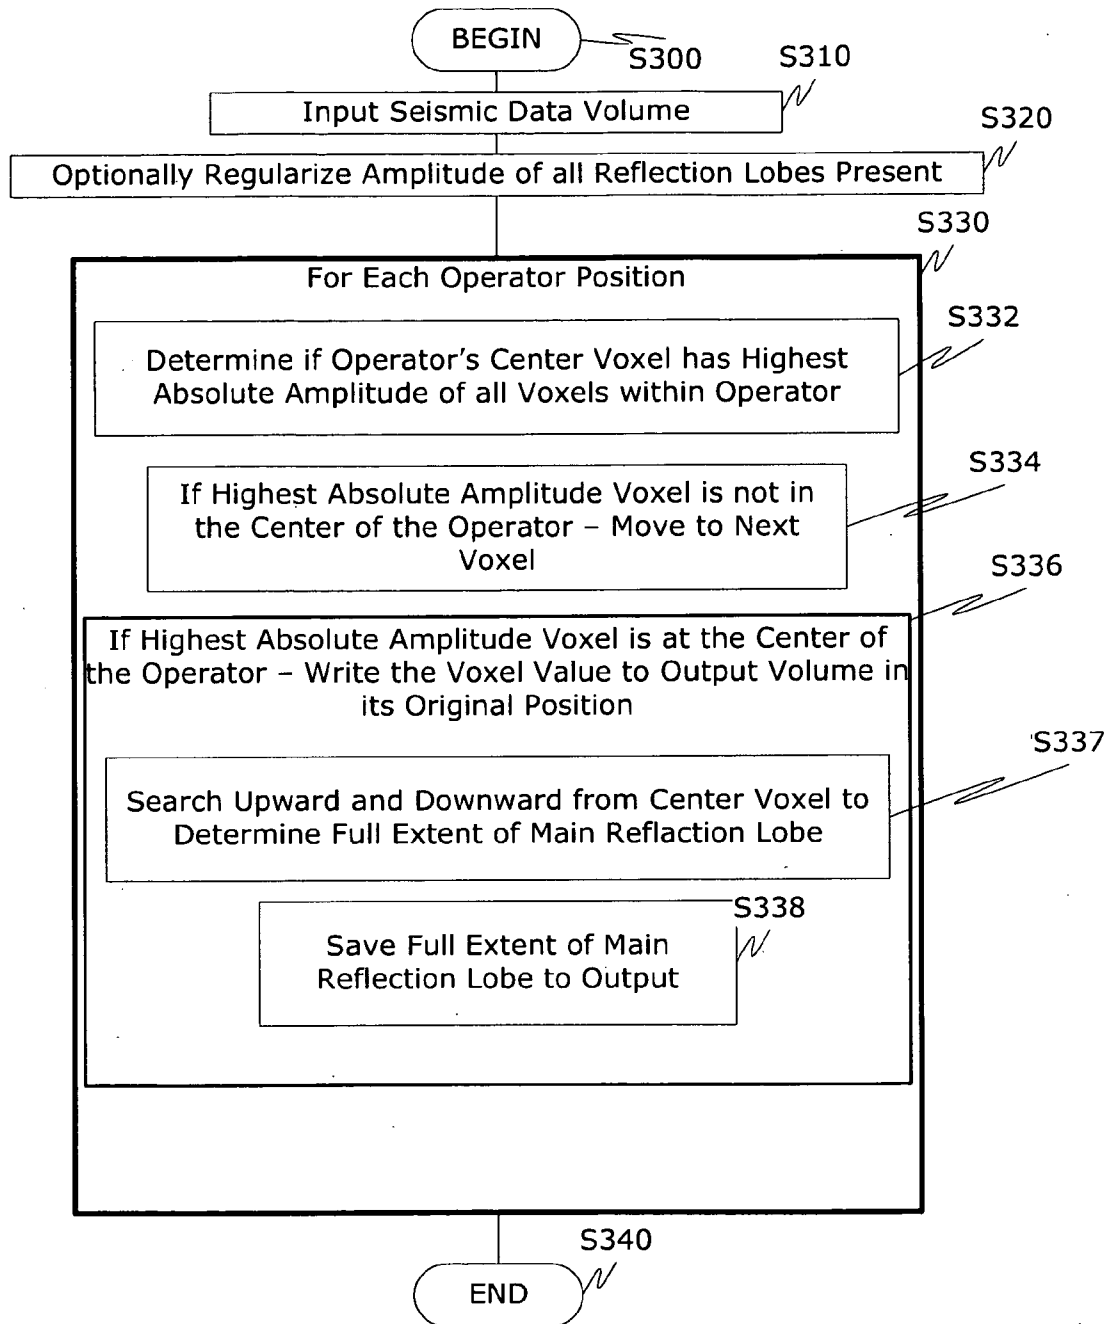 BEGIN
S300
S310
Input Seismic Data Volume
S320
Optionally Regularize Amplitude of all Reflection Lobes Present
S330
For Each Operator Position
S332
Determine if Operator's Center Voxel has Highest
Absolute Amplitude of all Voxels within Operator
S334
If Highest Absolute Amplitude Voxel is not in
the Center of the Operator – Move to Next
Voxel
S336
If Highest Absolute Amplitude Voxel is at the Center of
the Operator – Write the Voxel Value to Output Volume in
its Original Position
S337
Search Upward and Downward from Center Voxel to
Determine Full Extent of Main Reflaction Lobe
S338
Save Full Extent of Main
Reflection Lobe to Output
S340
END